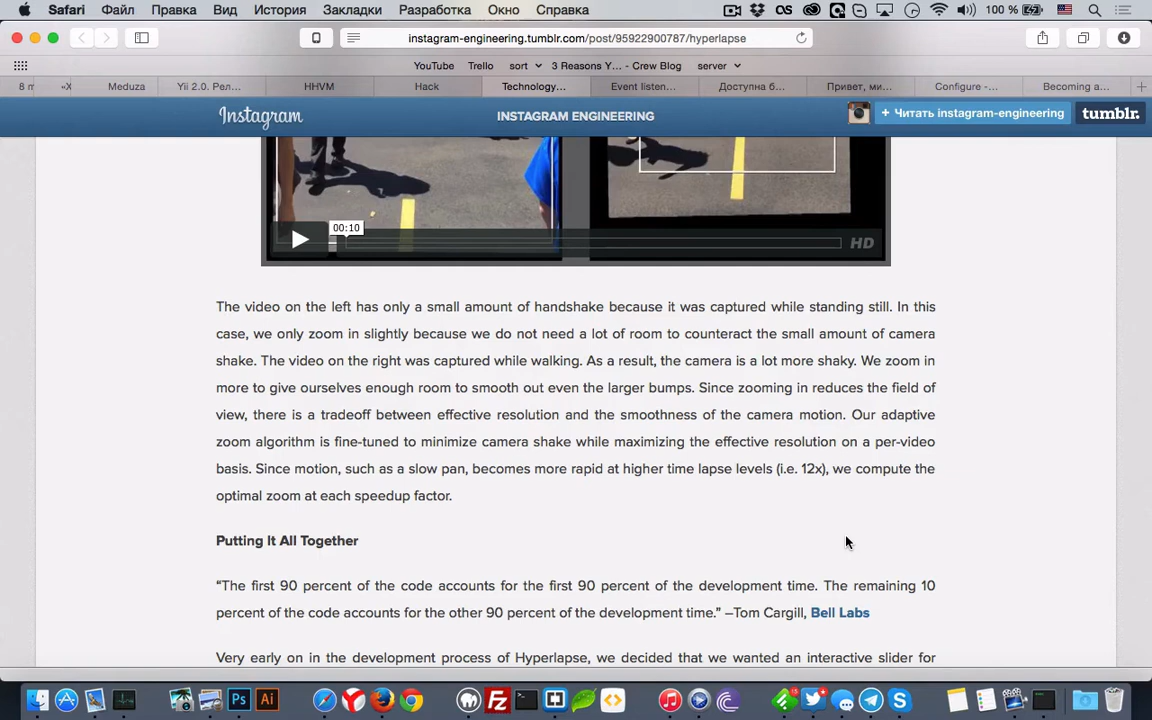 Safari Файл Правка Вид История Закладки Разработка Окно Справка 100 %
instagram-engineering.tumblr.com/post/95922900787/hyperlapse
YouTube Trello sort 3 Reasons Y… - Crew Blog server
8 п «Х Meduza Yii 2.0. Рел… HHVM Hack Technology… Event listen… Доступна б… Привет, ми… Configure -… Becoming a…
Instagram INSTAGRAM ENGINEERING + Читать instagram-engineering tumblr.
00:10
HD
The video on the left has only a small amount of handshake because it was captured while standing still. In this
case, we only zoom in slightly because we do not need a lot of room to counteract the small amount of camera
shake. The video on the right was captured while walking. As a result, the camera is a lot more shaky. We zoom in
more to give ourselves enough room to smooth out even the larger bumps. Since zooming in reduces the field of
view, there is a tradeoff between effective resolution and the smoothness of the camera motion. Our adaptive
zoom algorithm is fine-tuned to minimize camera shake while maximizing the effective resolution on a per-video
basis. Since motion, such as a slow pan, becomes more rapid at higher time lapse levels (i.e. 12x), we compute the
optimal zoom at each speedup factor.
Putting It All Together
“The first 90 percent of the code accounts for the first 90 percent of the development time. The remaining 10
percent of the code accounts for the other 90 percent of the development time.” –Tom Cargill, Bell Labs
Very early on in the development process of Hyperlapse, we decided that we wanted an interactive slider for
Ps Ai Fz